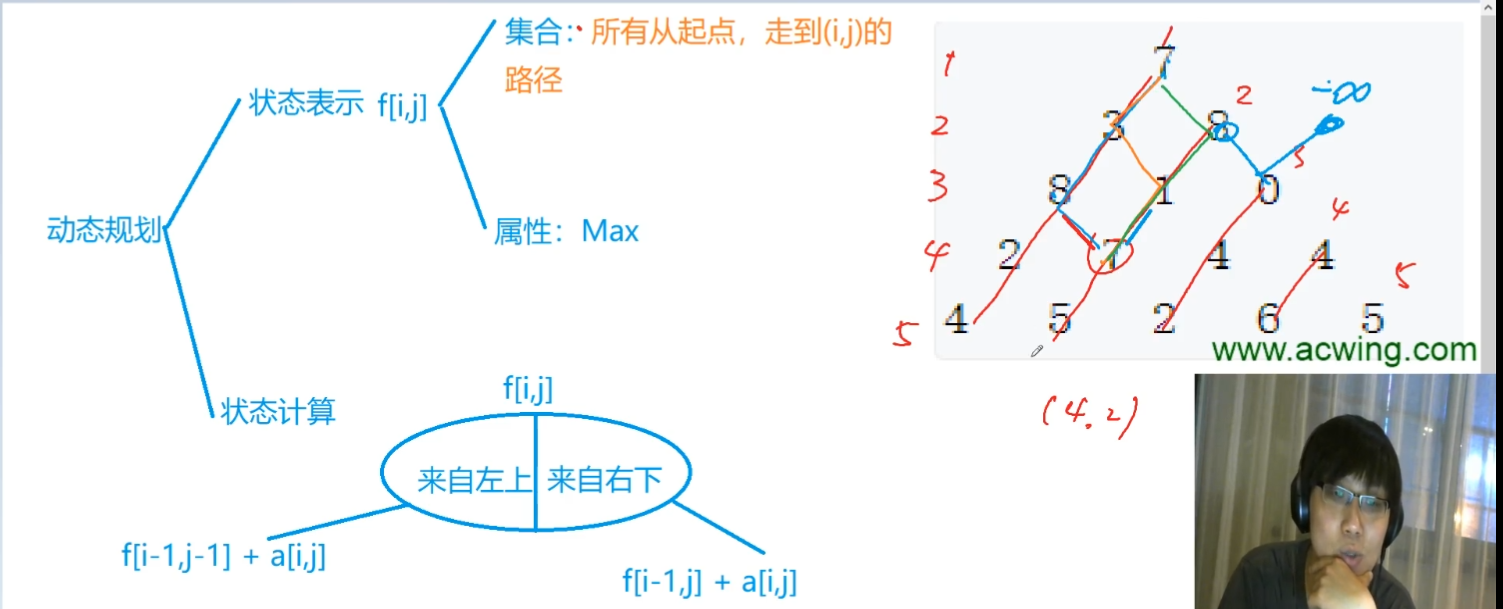 集合：所有从起点，走到(i,j)的
路径
状态表示 f[i,j]
属性：Max
动态规划
状态计算
f[i,j]
来自左上 来自右下
f[i-1,j-1] + a[i,j]
f[i-1,j] + a[i,j]
1
1 7
2 3 8 2 -∞
3 8 1 0 3
4 2 7 4 4 4
5 4 5 2 6 5 5
www.acwing.com
(4.2)